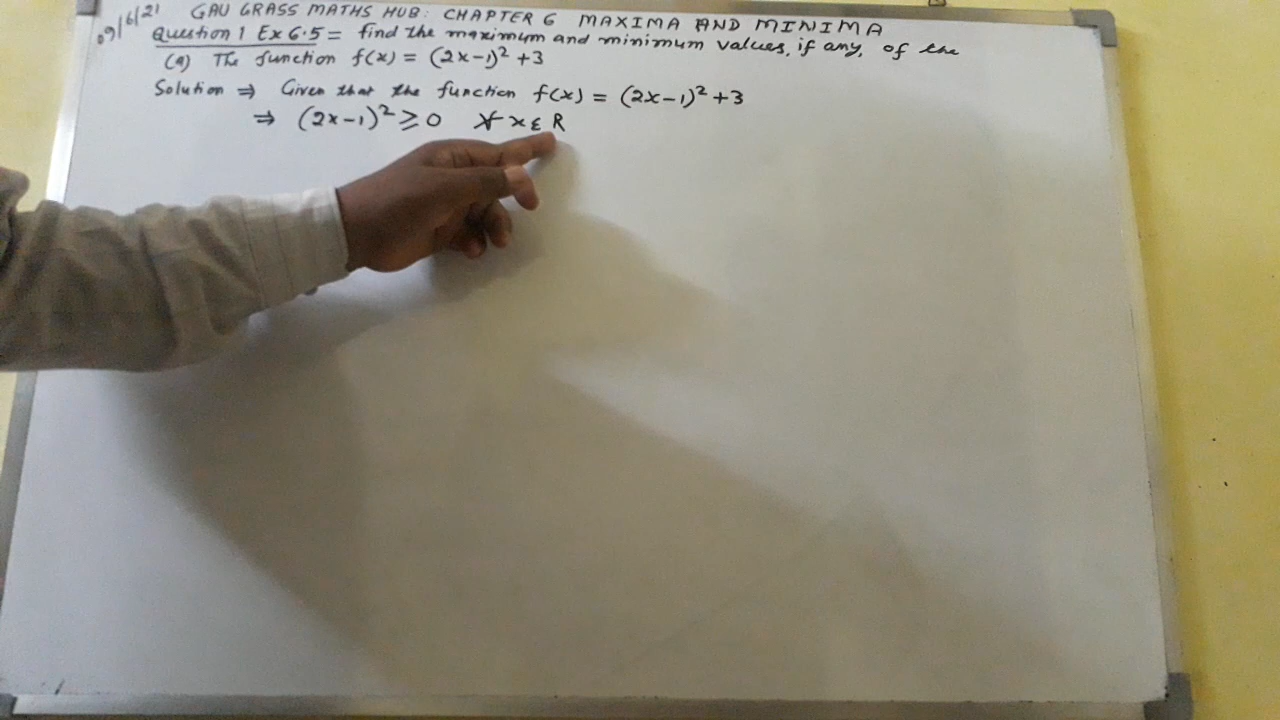 09/6/21 GAU GRASS MATHS HUB: CHAPTER 6 MAXIMA AND MINIMA
Question 1 Ex 6.5 = find the maximum and minimum values, if any, of the
(a) The function f(x) = (2x-1)² +3
Solution ⇒ Given that the function f(x) = (2x-1)² +3
⇒ (2x-1)² ≥ 0 ∀ x ε R